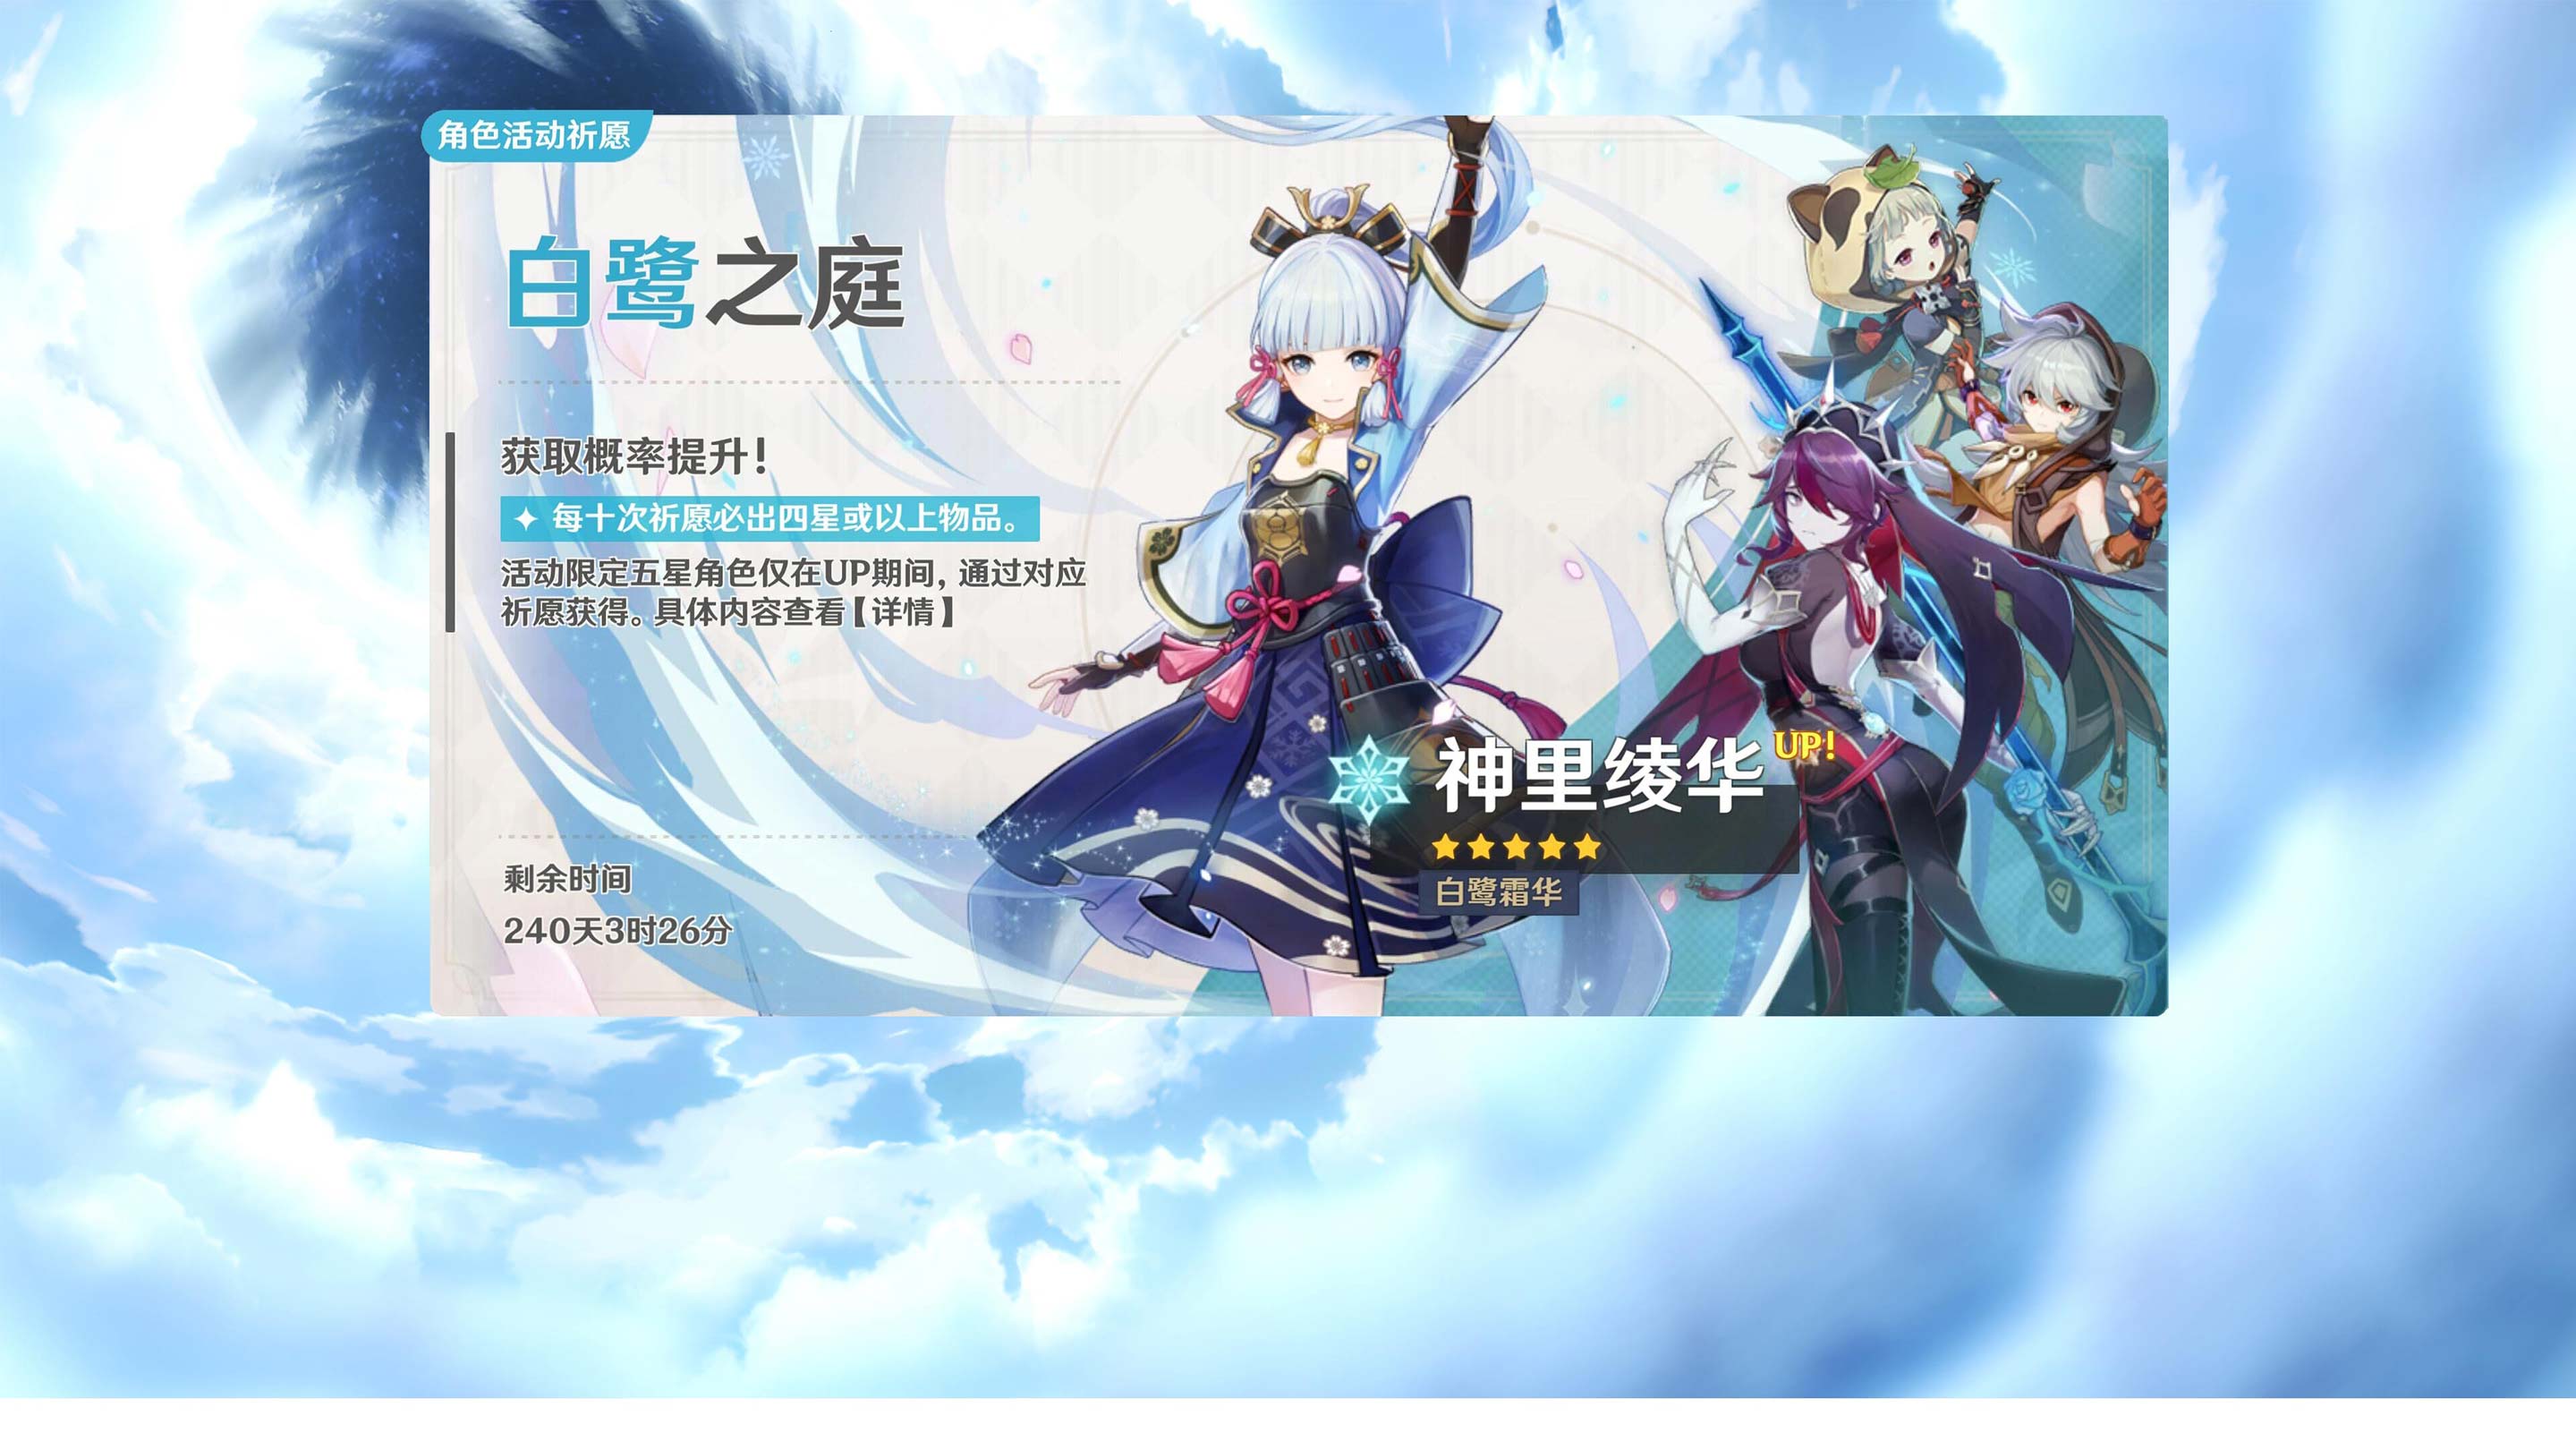 角色活动祈愿
白鹭之庭
获取概率提升！
每十次祈愿必出四星或以上物品。
活动限定五星角色仅在UP期间，通过对应
祈愿获得。具体内容查看【详情】
神里绫华 UP!
白鹭霜华
剩余时间
240天3时26分